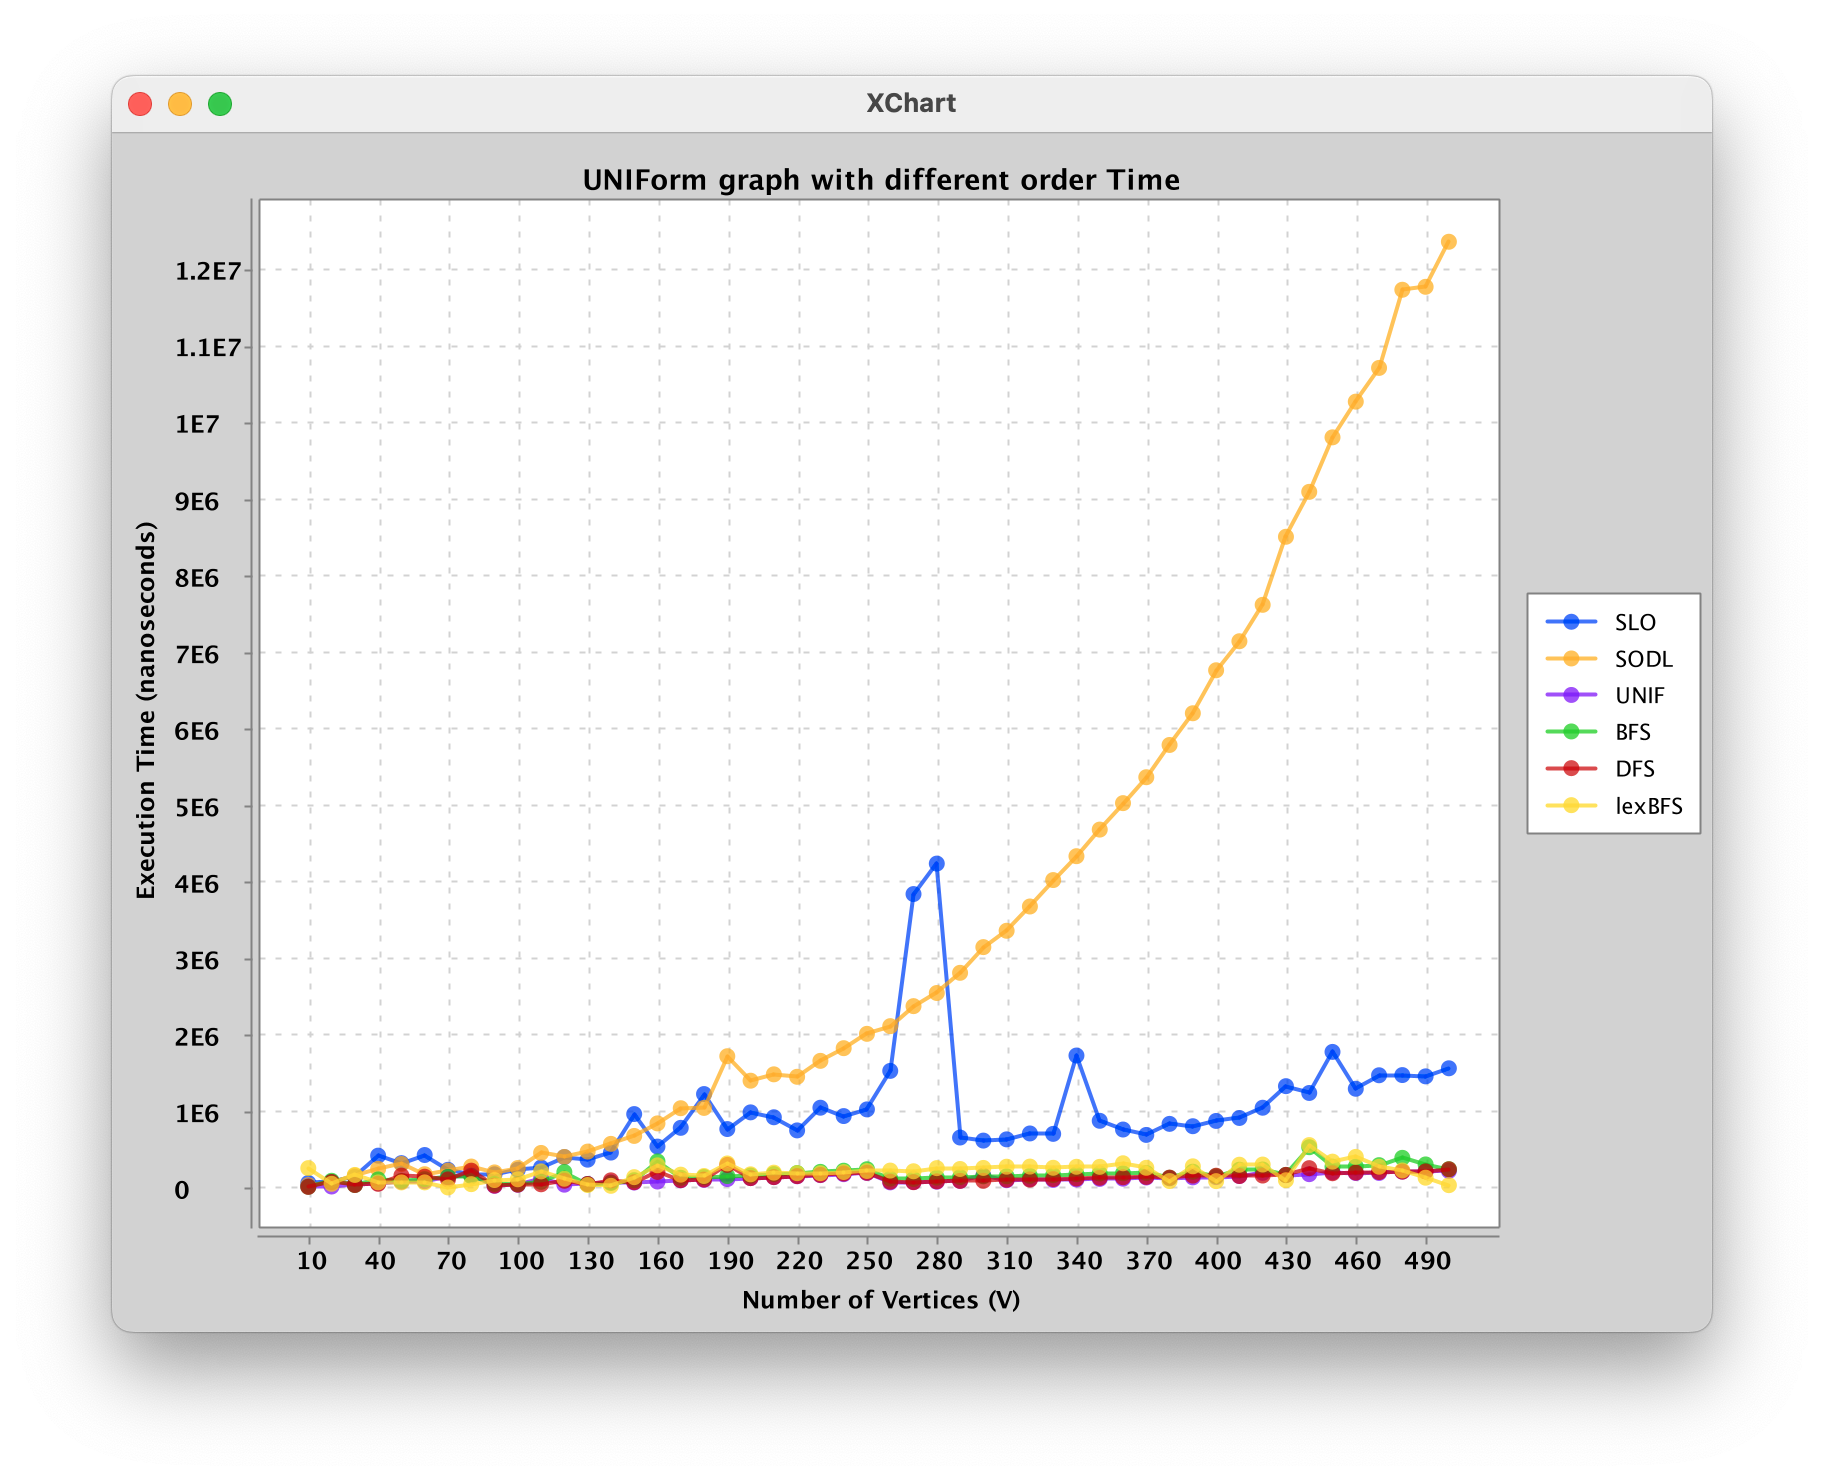 XChart
UNIForm graph with different order Time
1.2E7
1.1E7
1E7
9E6
8E6
7E6
6E6
5E6
4E6
3E6
2E6
1E6
0
Execution Time (nanoseconds)
10 40 70 100 130 160 190 220 250 280 310 340 370 400 430 460 490
Number of Vertices (V)
SLO
SODL
UNIF
BFS
DFS
lexBFS